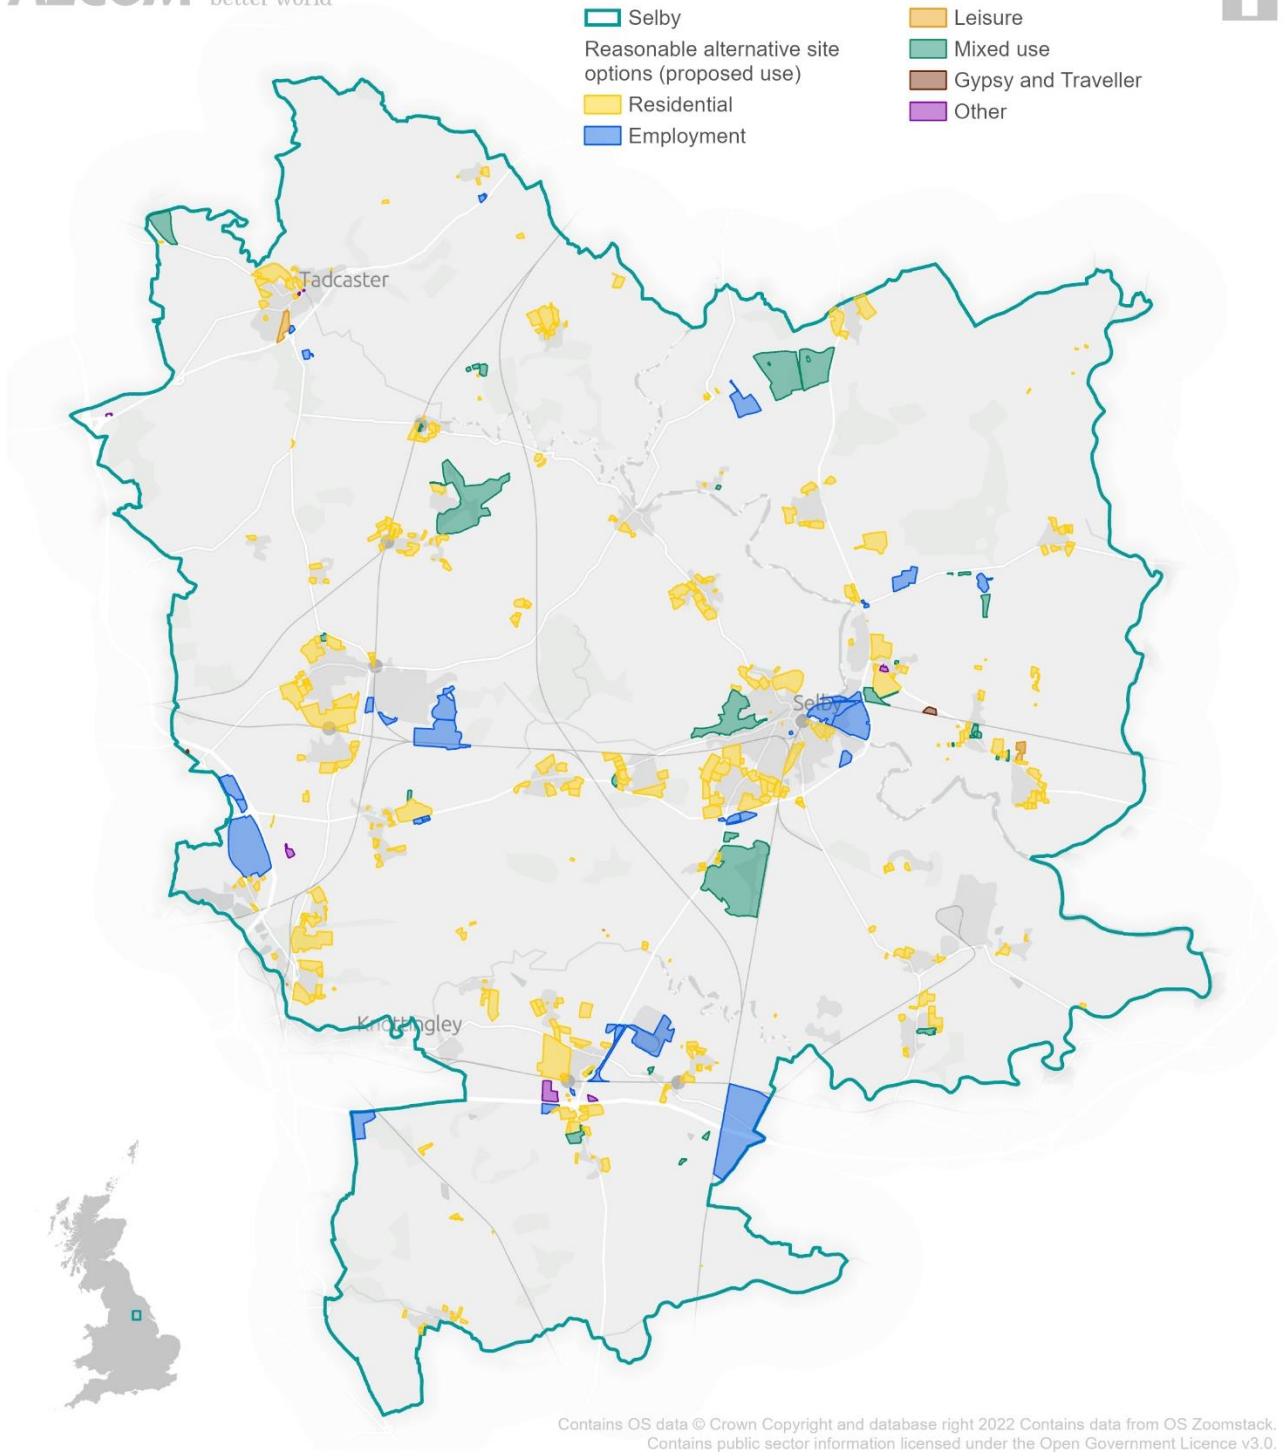 better world
Selby
Reasonable alternative site
options (proposed use)
Residential
Employment
Leisure
Mixed use
Gypsy and Traveller
Other
Tadcaster
Selby
Knottingley
Contains OS data © Crown Copyright and database right 2022 Contains data from OS Zoomstack.
Contains public sector information licensed under the Open Government Licence v3.0.